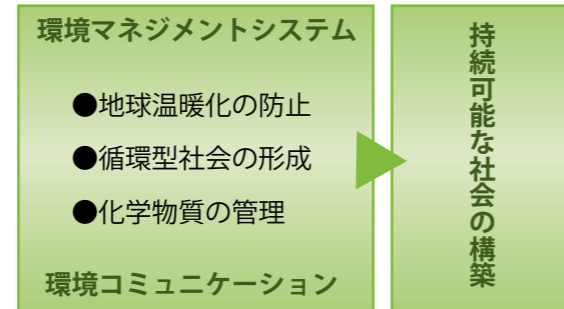 環境マネジメントシステム
●地球温暖化の防止
●循環型社会の形成
●化学物質の管理
環境コミュニケーション
持続可能な社会の構築